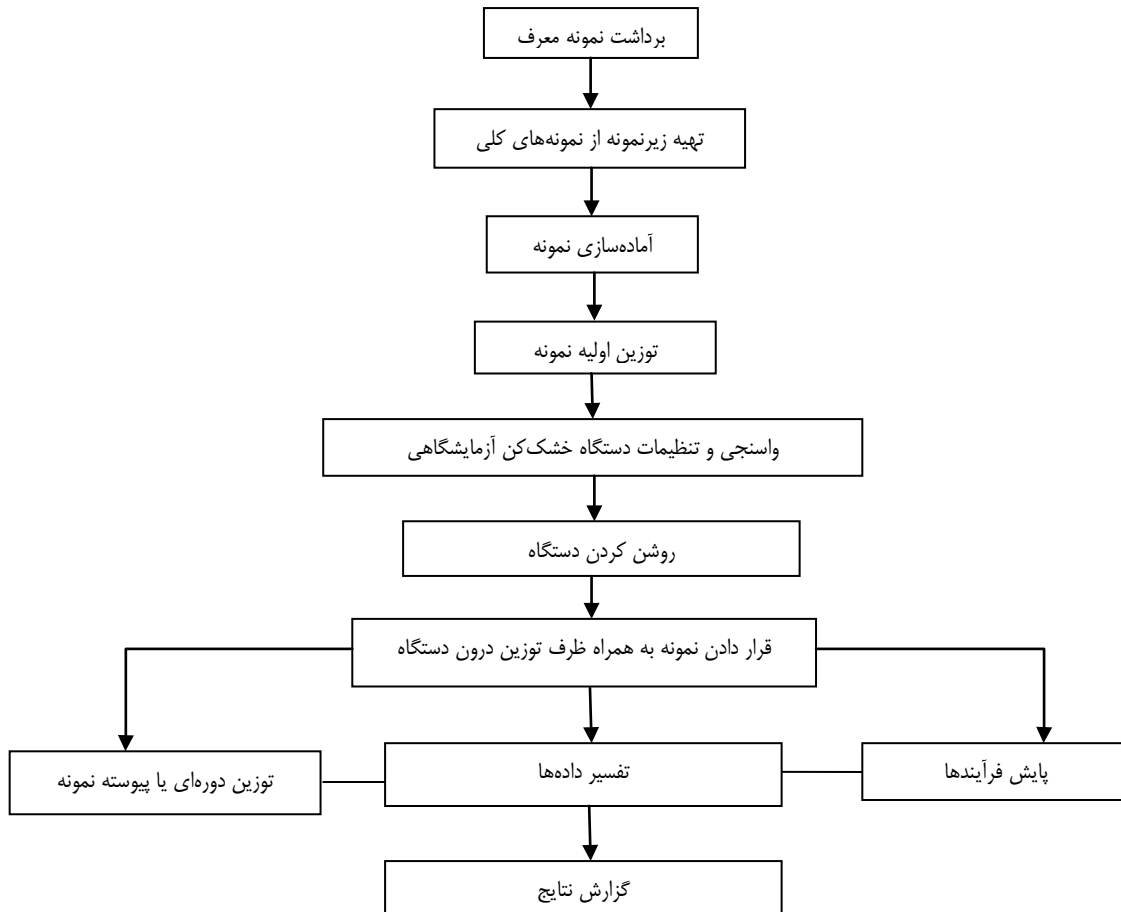 برداشت نمونه معرف
تهیه زیرنمونه از نمونه‌های کلی
آماده‌سازی نمونه
توزین اولیه نمونه
واسنجی و تنظیمات دستگاه خشک‌کن آزمایشگاهی
روشن کردن دستگاه
قرار دادن نمونه به همراه ظرف توزین درون دستگاه
پایش فرآیندها
تفسیر داده‌ها
توزین دوره‌ای یا پیوسته نمونه
گزارش نتایج